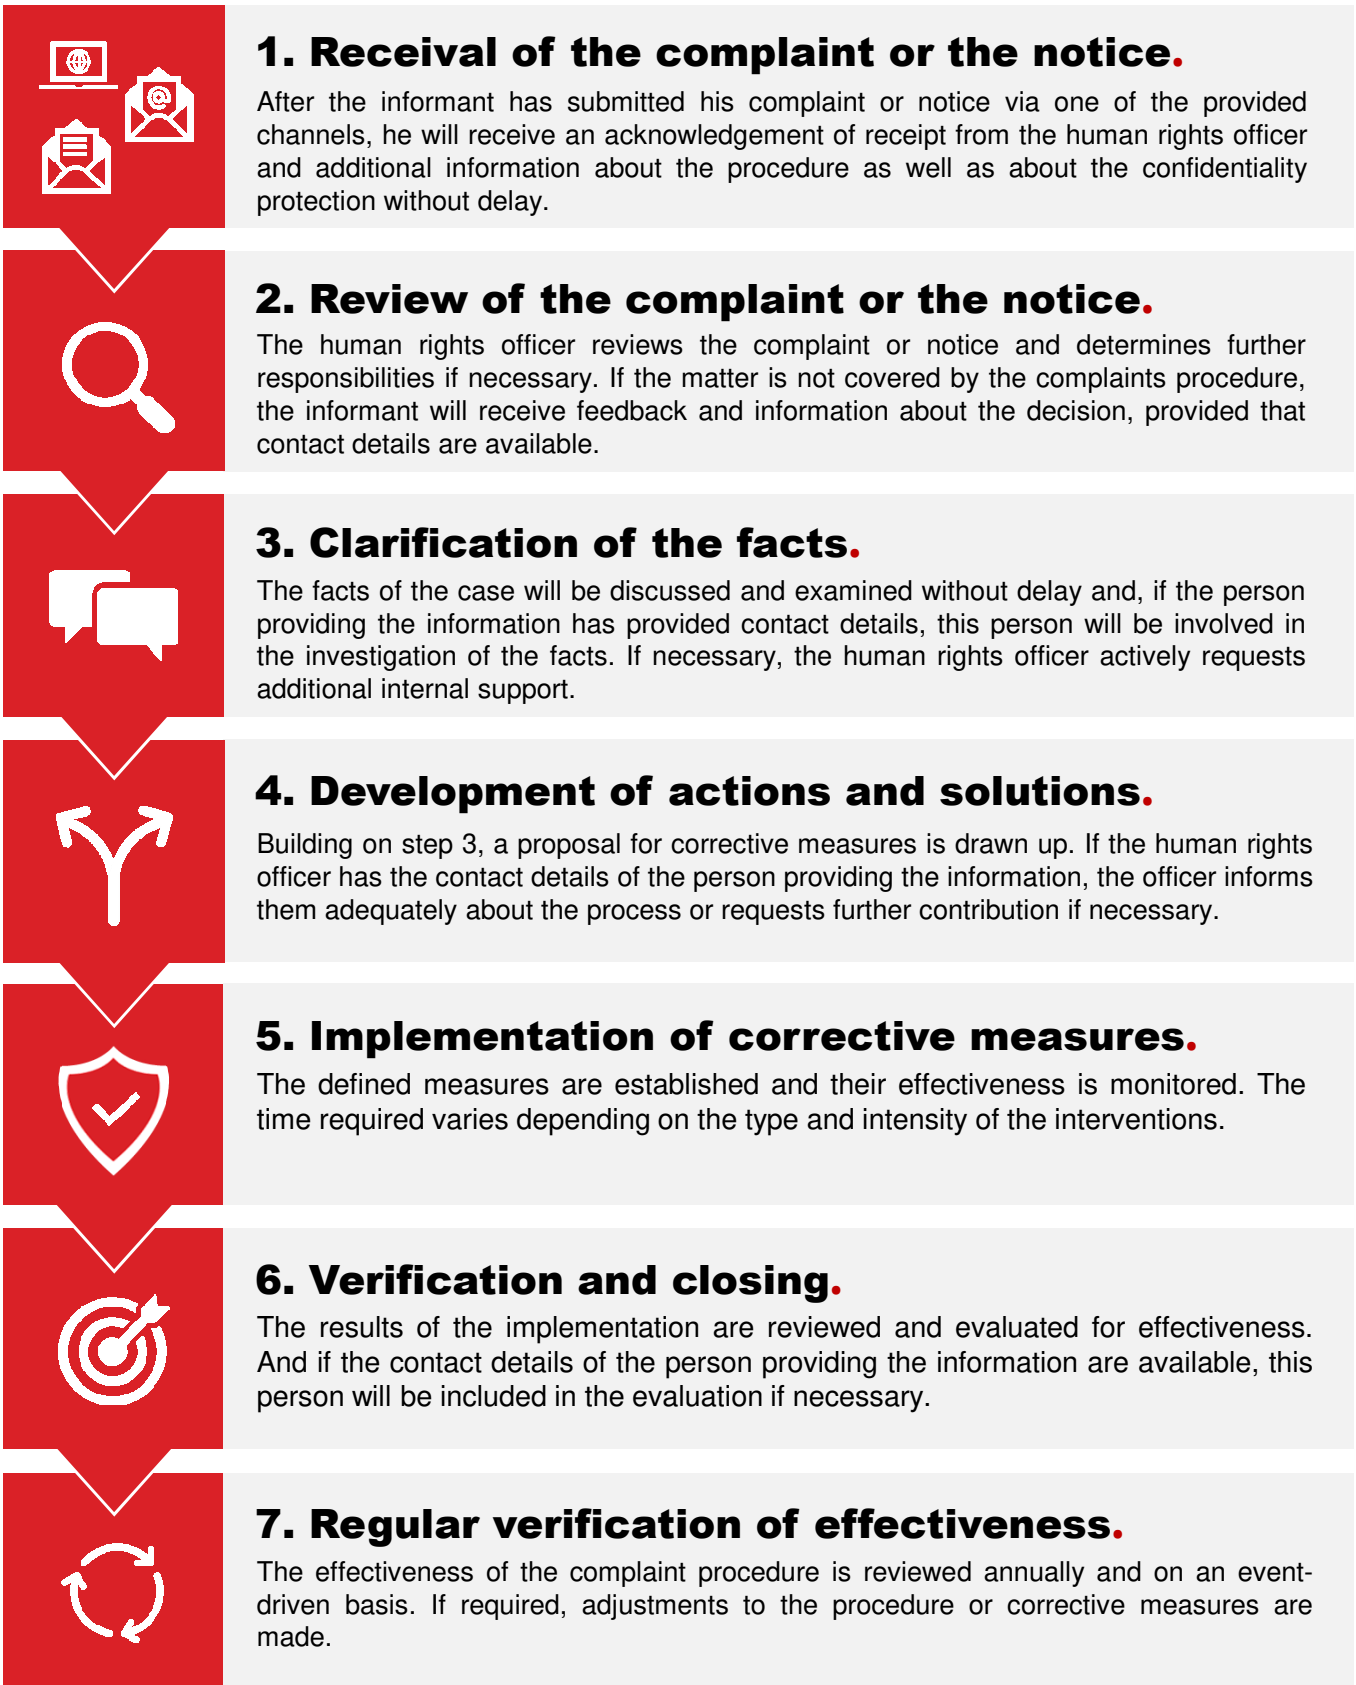 1. Receival of the complaint or the notice.
After the informant has submitted his complaint or notice via one of the provided
channels, he will receive an acknowledgement of receipt from the human rights officer
and additional information about the procedure as well as about the confidentiality
protection without delay.
2. Review of the complaint or the notice.
The human rights officer reviews the complaint or notice and determines further
responsibilities if necessary. If the matter is not covered by the complaints procedure,
the informant will receive feedback and information about the decision, provided that
contact details are available.
3. Clarification of the facts.
The facts of the case will be discussed and examined without delay and, if the person
providing the information has provided contact details, this person will be involved in
the investigation of the facts. If necessary, the human rights officer actively requests
additional internal support.
4. Development of actions and solutions.
Building on step 3, a proposal for corrective measures is drawn up. If the human rights
officer has the contact details of the person providing the information, the officer informs
them adequately about the process or requests further contribution if necessary.
5. Implementation of corrective measures.
The defined measures are established and their effectiveness is monitored. The
time required varies depending on the type and intensity of the interventions.
6. Verification and closing.
The results of the implementation are reviewed and evaluated for effectiveness.
And if the contact details of the person providing the information are available, this
person will be included in the evaluation if necessary.
7. Regular verification of effectiveness.
The effectiveness of the complaint procedure is reviewed annually and on an event-
driven basis. If required, adjustments to the procedure or corrective measures are
made.